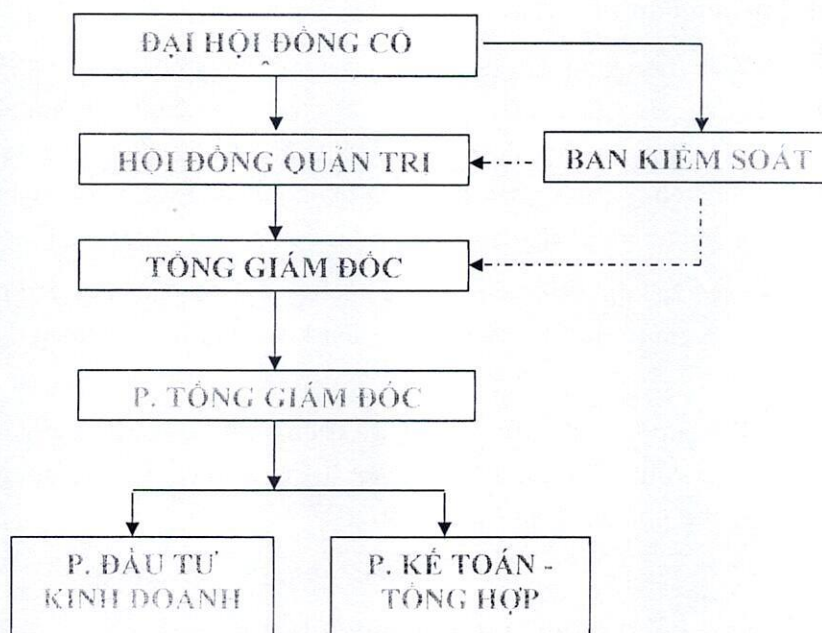 ĐẠI HỘI ĐỒNG CỔ
HỘI ĐỒNG QUẢN TRỊ
BAN KIỂM SOÁT
TỔNG GIÁM ĐỐC
P. TỔNG GIÁM ĐỐC
P. ĐẦU TƯ
KINH DOANH
P. KẾ TOÁN -
TỔNG HỢP